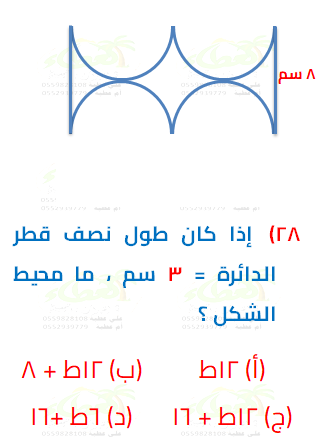 ٨ سم
٢٨) إذا كان طول نصف قطر
الدائرة = ٣ سم ، ما محيط
الشكل ؟
(أ) ١٢ط (ب) ١٢ط + ٨
(ج) ١٢ط + ١٦ (د) ٦ط +١٦